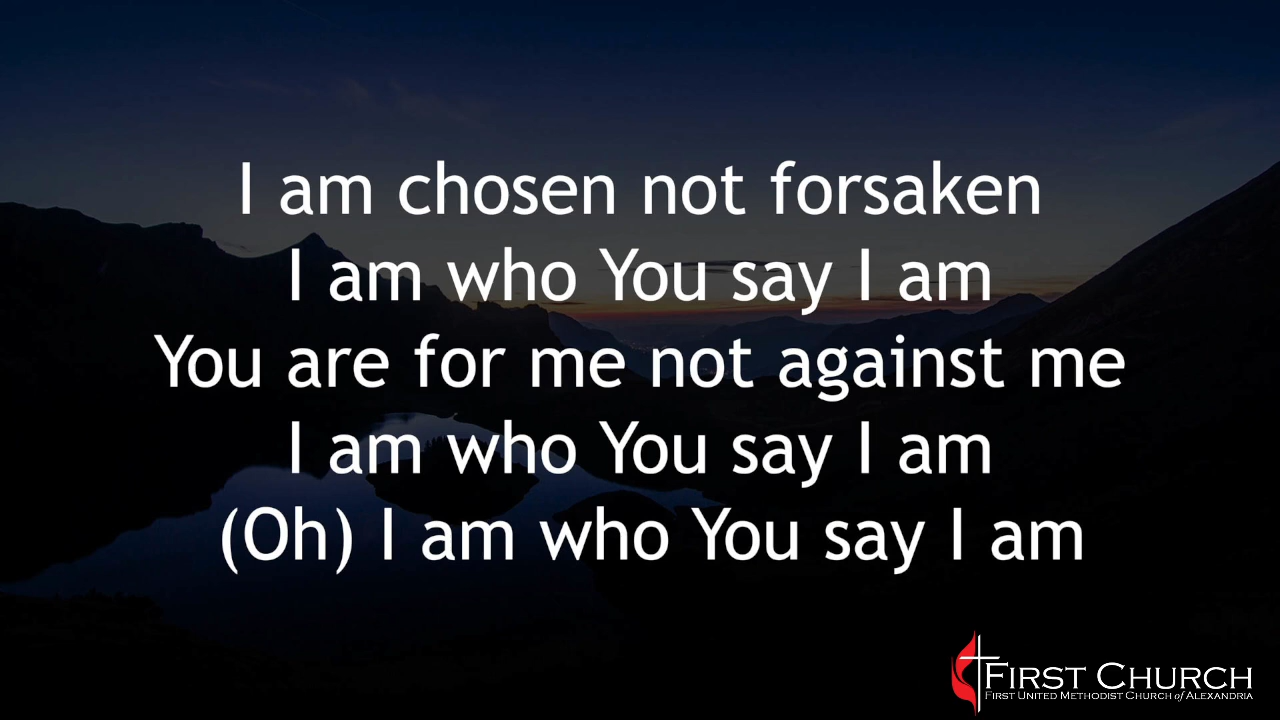 I am chosen not forsaken
I am who You say I am
You are for me not against me
I am who You say I am
(Oh) I am who You say I am
FIRST CHURCH
FIRST UNITED METHODIST CHURCH of ALEXANDRIA